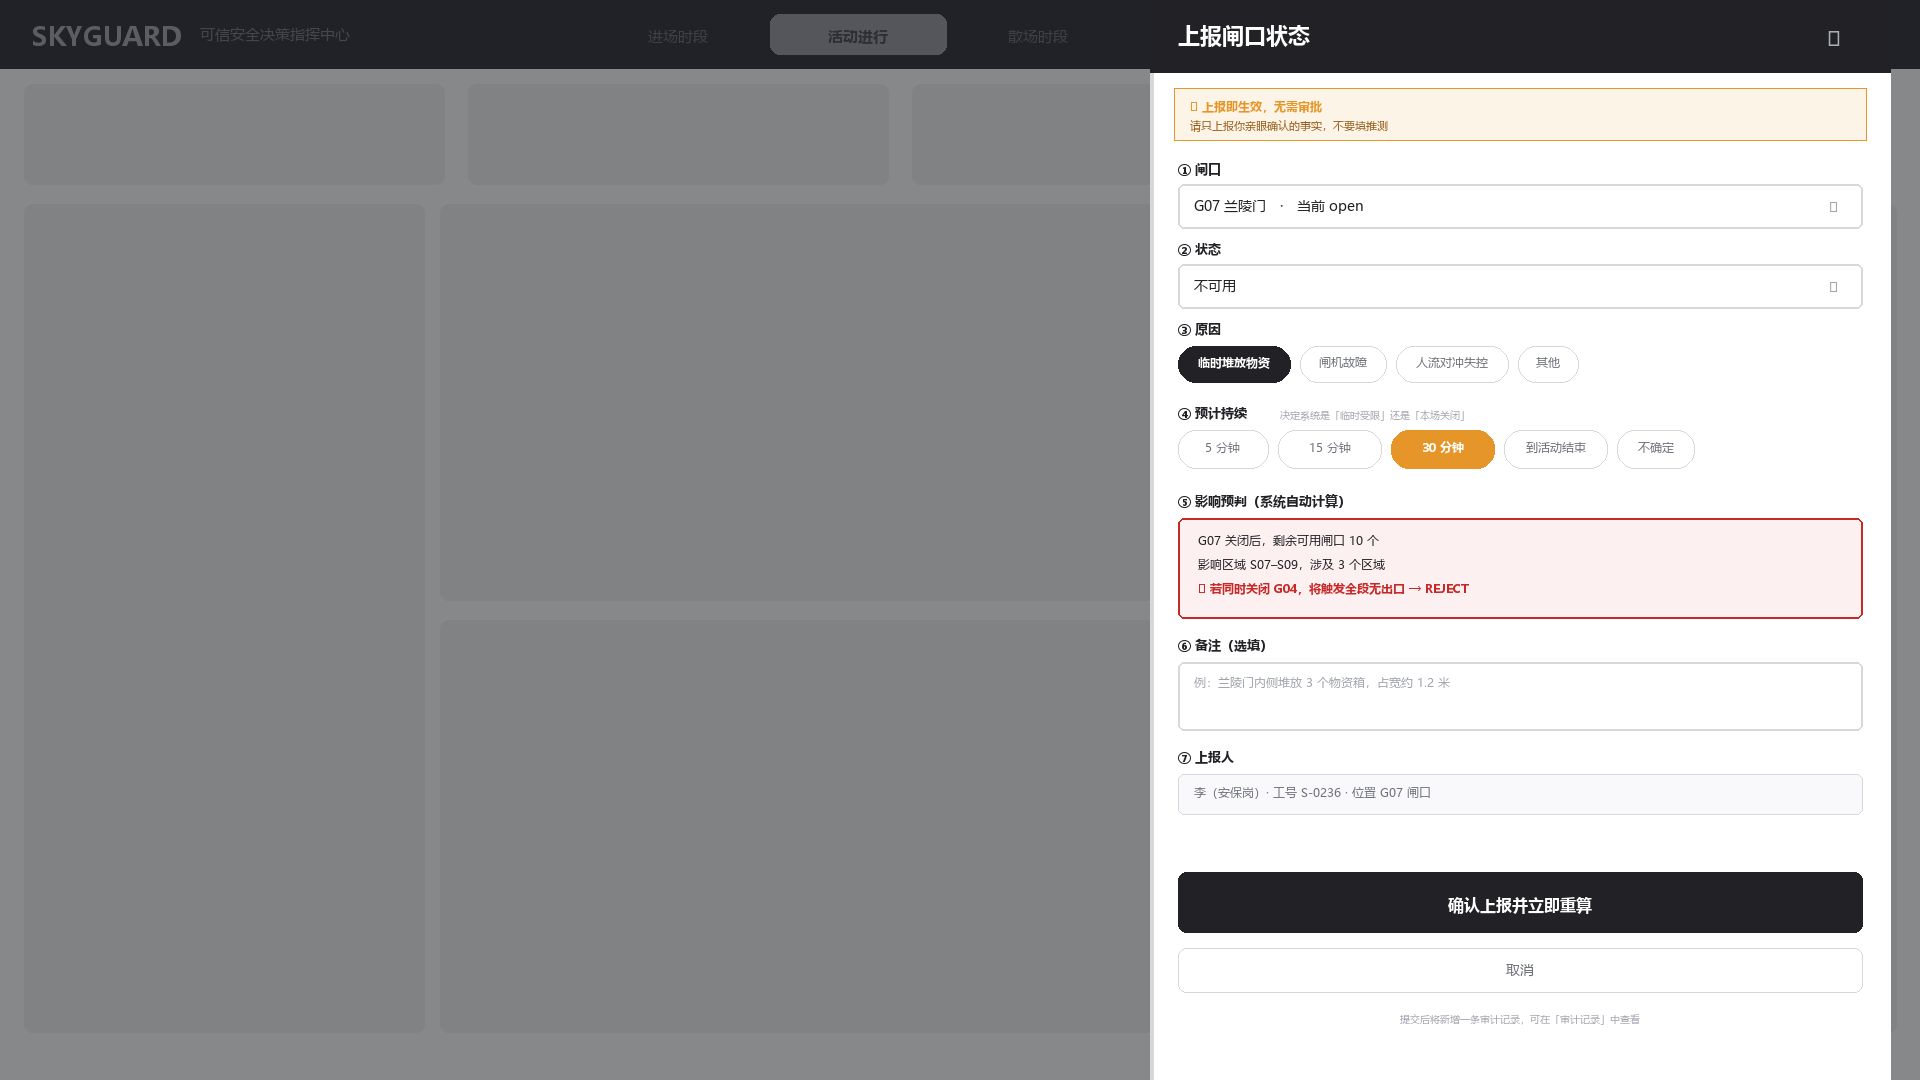 SKYGUARD 可信安全决策指挥中心 进场时段 活动进行 散场时段
上报闸口状态
上报即生效，无需审批
请只上报你亲眼确认的事实，不要填推测
① 闸口
G07 兰陵门 · 当前 open
② 状态
不可用
③ 原因
临时堆放物资 闸机故障 人流对冲失控 其他
④ 预计持续 决定系统是「临时受限」还是「本场关闭」
5 分钟 15 分钟 30 分钟 到活动结束 不确定
⑤ 影响预判（系统自动计算）
G07 关闭后，剩余可用闸口 10 个
影响区域 S07–S09，涉及 3 个区域
若同时关闭 G04，将触发全段无出口 → REJECT
⑥ 备注（选填）
例：兰陵门内侧堆放 3 个物资箱，占宽约 1.2 米
⑦ 上报人
李（安保岗）· 工号 S-0236 · 位置 G07 闸口
确认上报并立即重算
取消
提交后将新增一条审计记录，可在「审计记录」中查看